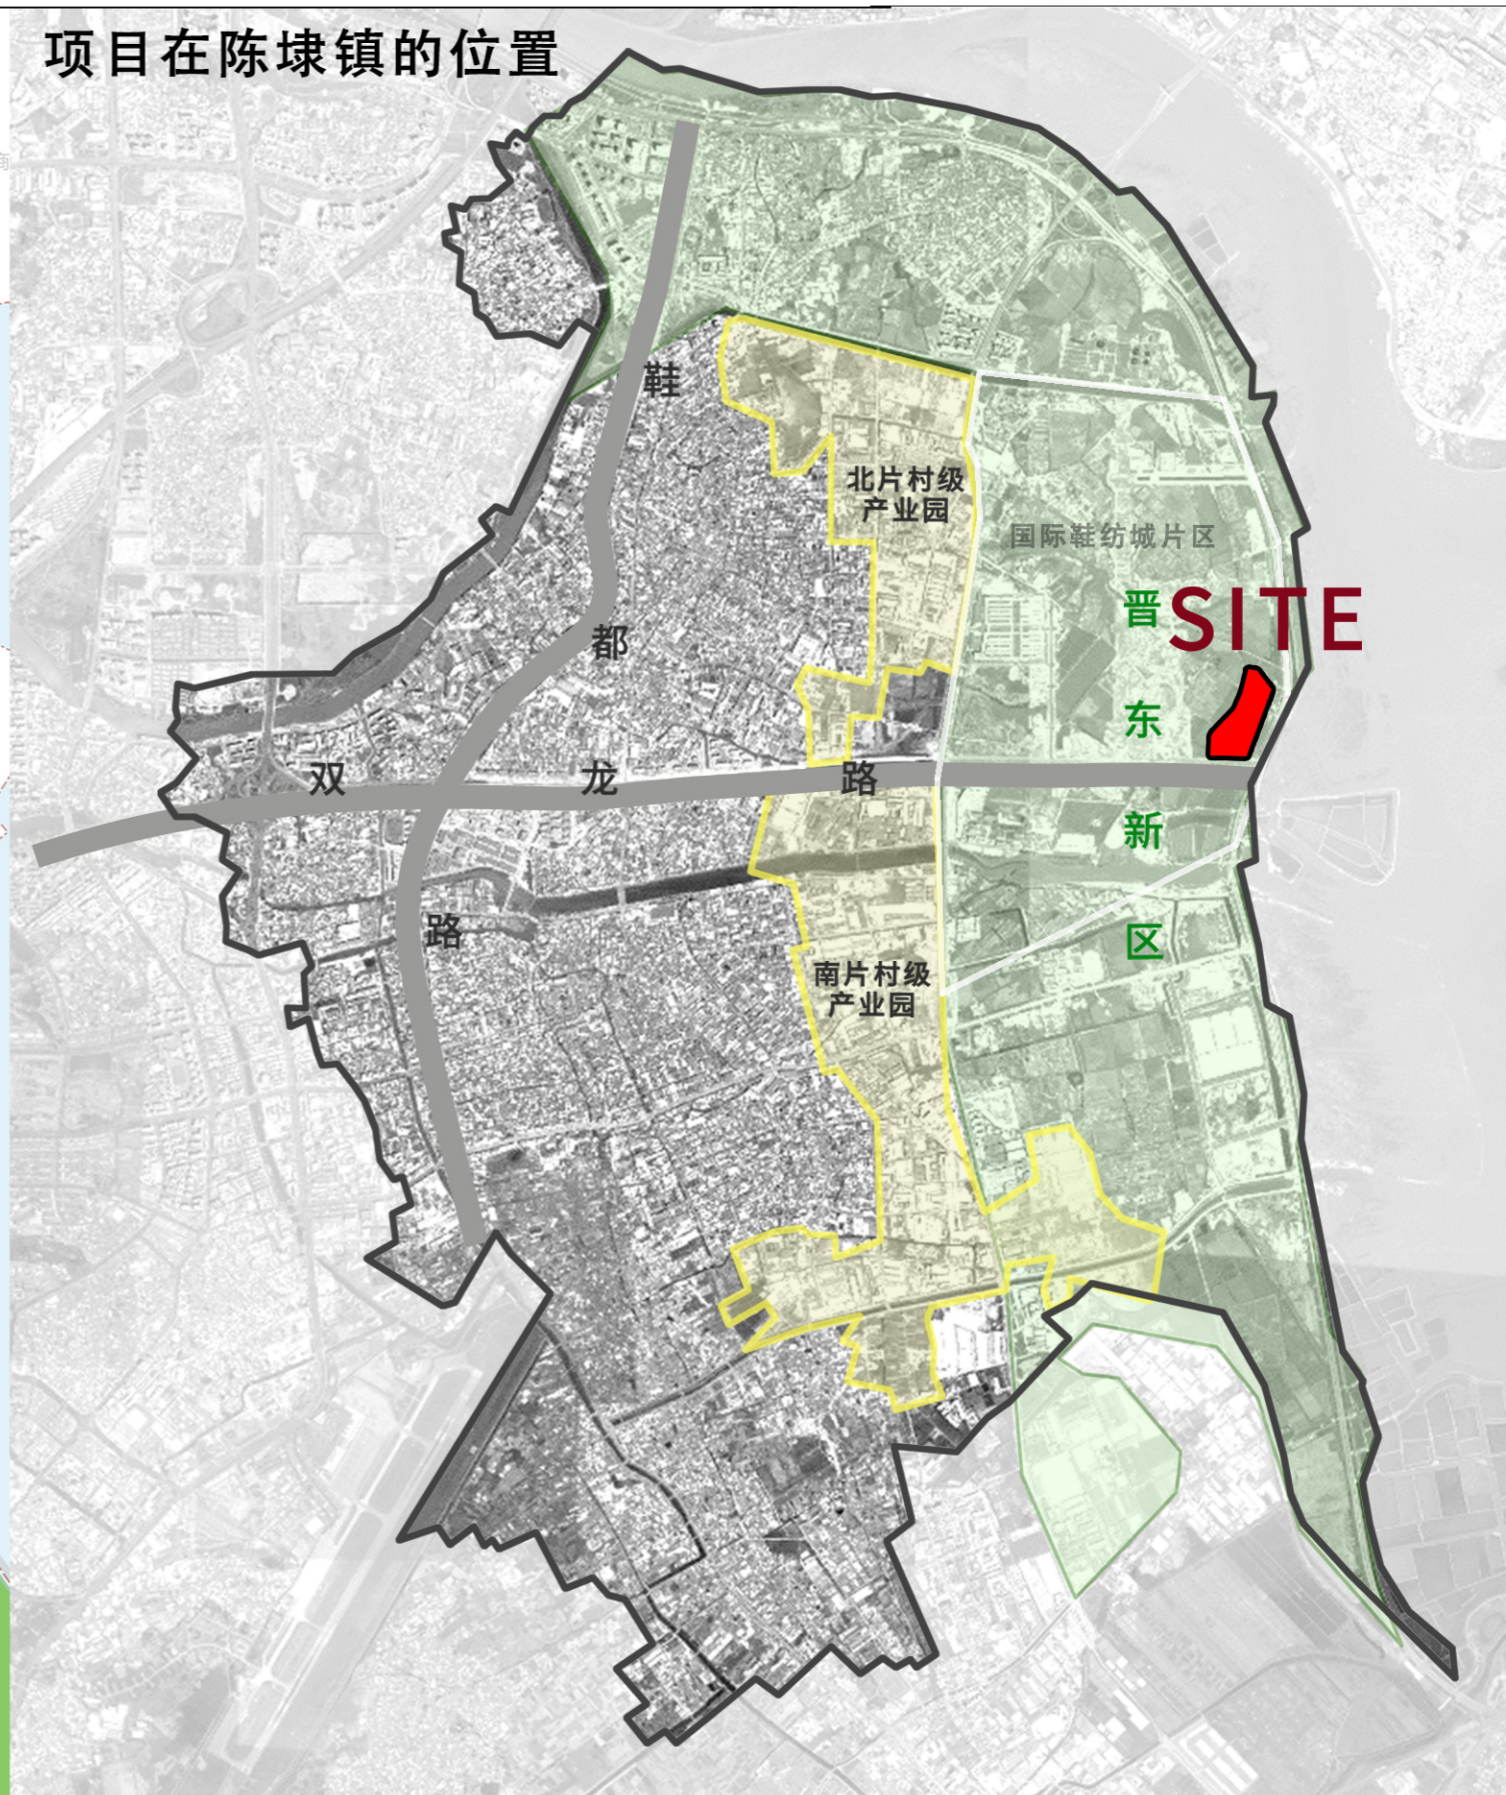 项目在陈埭镇的位置
鞋
都
路
北片村级
产业园
国际鞋纺城片区
SITE
晋
东
新
区
双
龙
路
南片村级
产业园